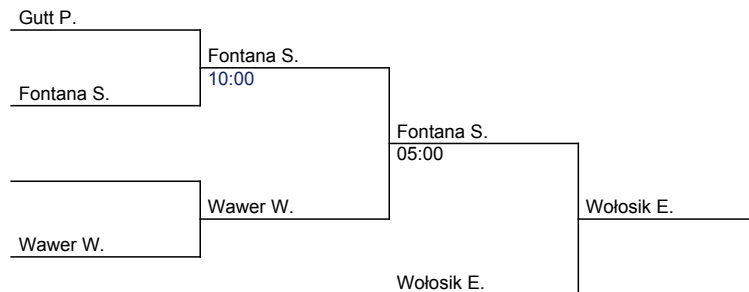 Gutt P.
Fontana S.
10:00
Fontana S.
Fontana S.
05:00
Wawer W.
Wołosik E.
Wawer W.
Wołosik E.